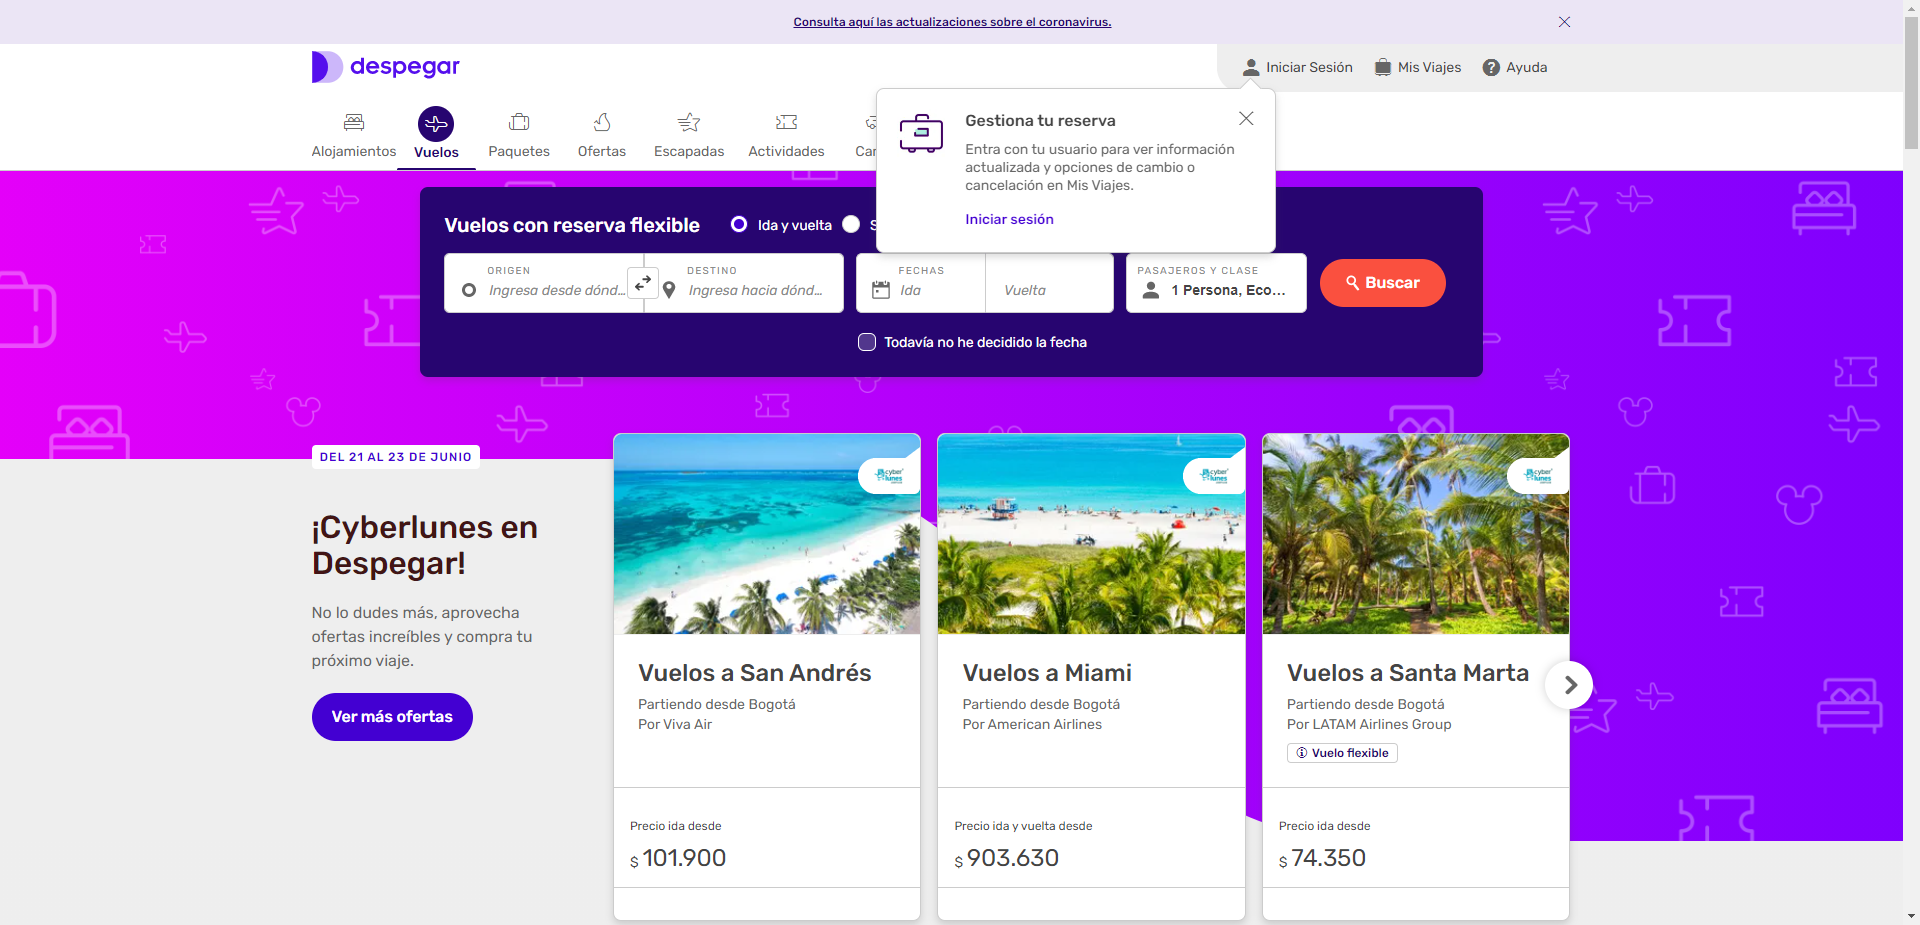 Consulta aquí las actualizaciones sobre el coronavirus.
despegar
Iniciar Sesión
Mis Viajes
Ayuda
Alojamientos
Vuelos
Paquetes
Ofertas
Escapadas
Actividades
Gestiona tu reserva
Entra con tu usuario para ver información
actualizada y opciones de cambio o
cancelación en Mis Viajes.
Iniciar sesión
Vuelos con reserva flexible
Ida y vuelta
ORIGEN
Ingresa desde dónd...
DESTINO
Ingresa hacia dónd...
FECHAS
Ida
Vuelta
PASAJEROS Y CLASE
1 Persona, Eco...
Buscar
Todavía no he decidido la fecha
DEL 21 AL 23 DE JUNIO
¡Cyberlunes en
Despegar!
No lo dudes más, aprovecha
ofertas increíbles y compra tu
próximo viaje.
Ver más ofertas
cyber
lunes
Vuelos a San Andrés
Partiendo desde Bogotá
Por Viva Air
Precio ida desde
$ 101.900
cyber
lunes
Vuelos a Miami
Partiendo desde Bogotá
Por American Airlines
Precio ida y vuelta desde
$ 903.630
cyber
lunes
Vuelos a Santa Marta
Partiendo desde Bogotá
Por LATAM Airlines Group
Vuelo flexible
Precio ida desde
$ 74.350